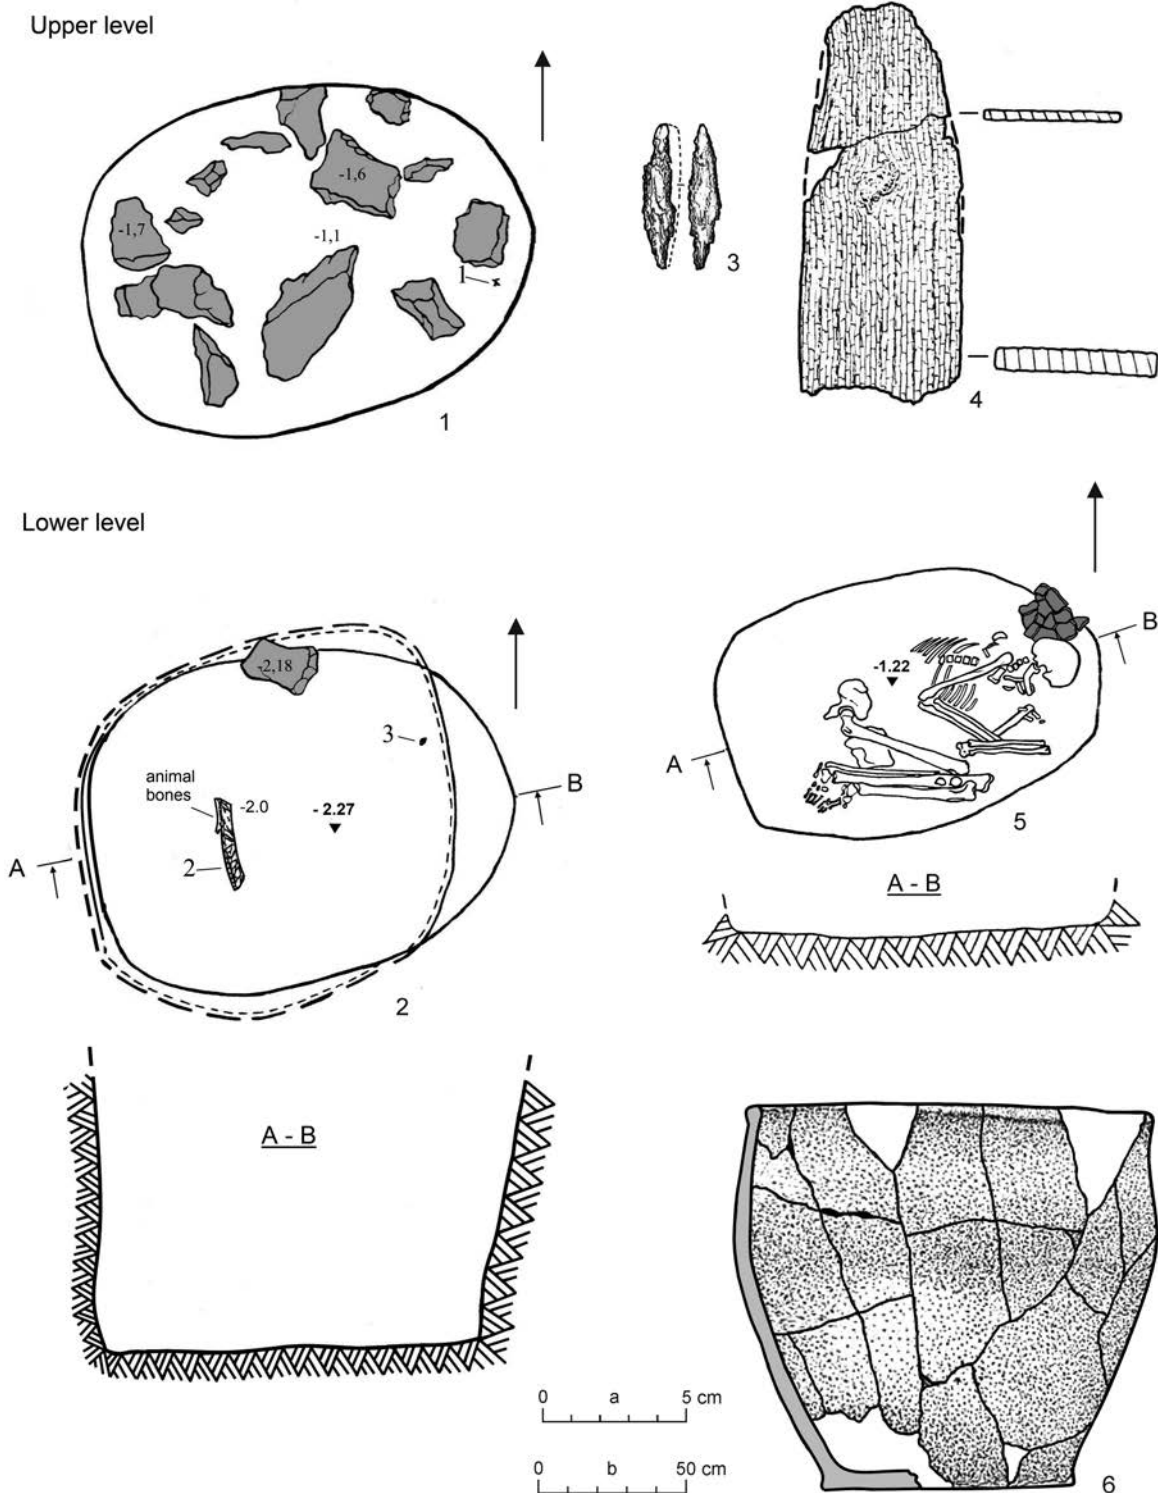 Upper level
-1,6
-1,7
-1,1
1
1
3
4
Lower level
-2,18
3
animal
bones
-2.0
- 2.27
B
A
2
2
A - B
-1.22
B
A
5
A - B
0 a 5 cm
0 b 50 cm
6